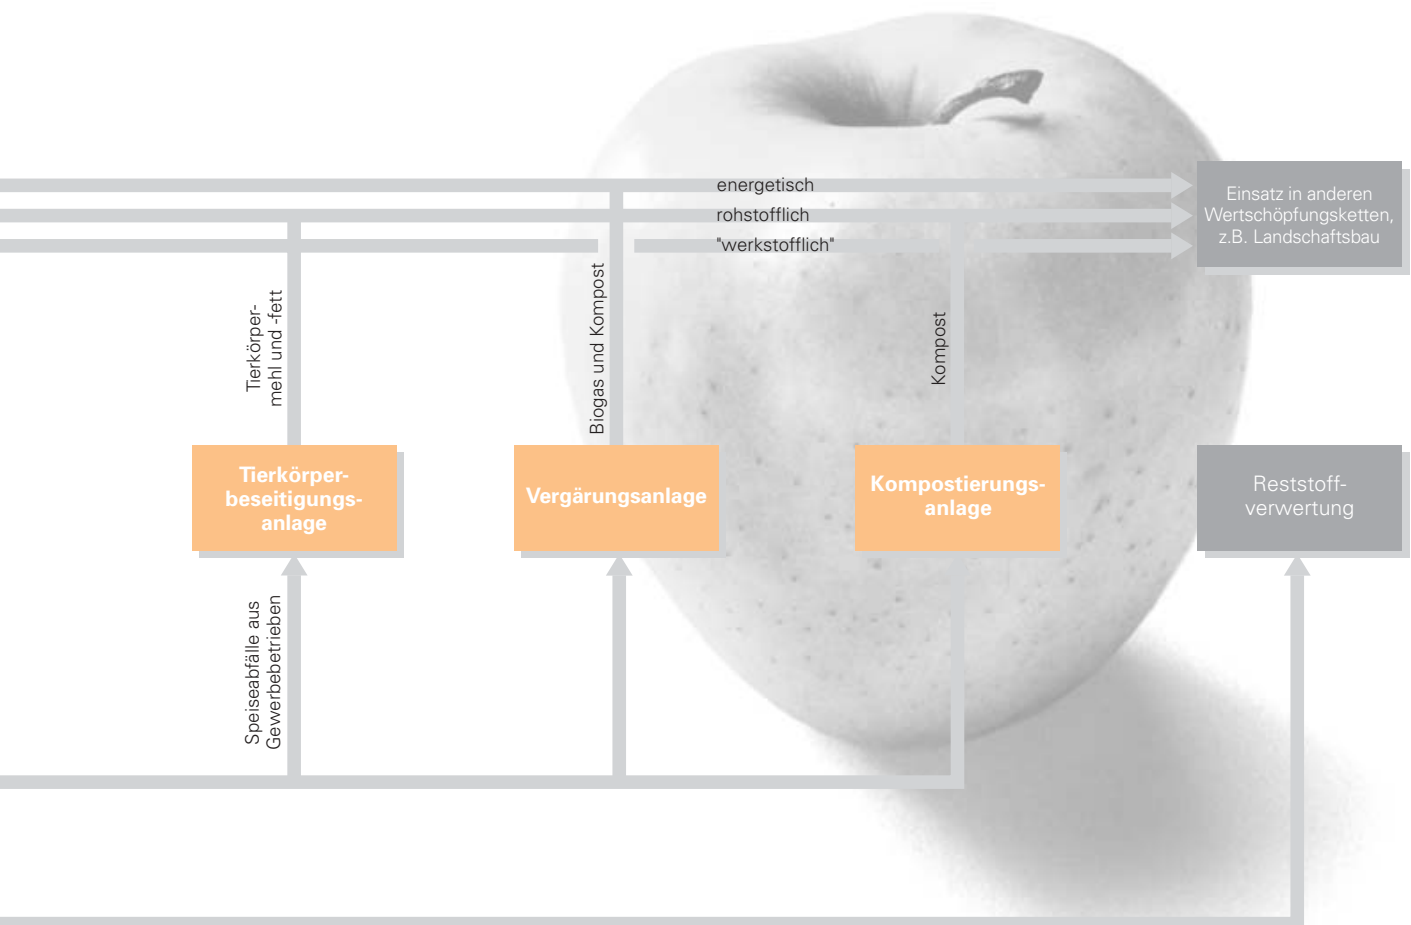 energetisch
rohstofflich
"werkstofflich"
Einsatz in anderen
Wertschöpfungsketten,
z.B. Landschaftsbau
Tierkörper-
mehl und -fett
Biogas und Kompost
Kompost
Tierkörper-
beseitigungs-
anlage
Vergärungsanlage
Kompostierungs-
anlage
Reststoff-
verwertung
Speiseabfälle aus
Gewerbebetrieben